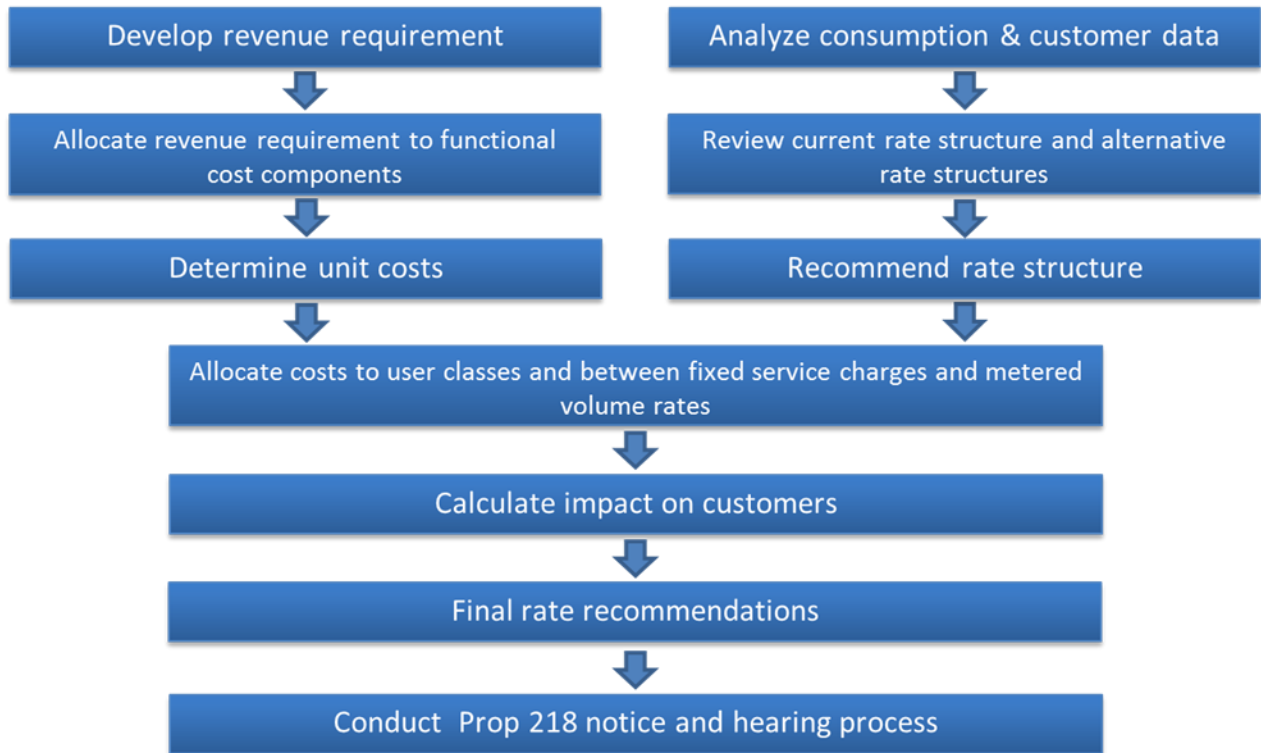 Develop revenue requirement
Analyze consumption & customer data
Allocate revenue requirement to functional
cost components
Review current rate structure and alternative
rate structures
Determine unit costs
Recommend rate structure
Allocate costs to user classes and between fixed service charges and metered
volume rates
Calculate impact on customers
Final rate recommendations
Conduct Prop 218 notice and hearing process